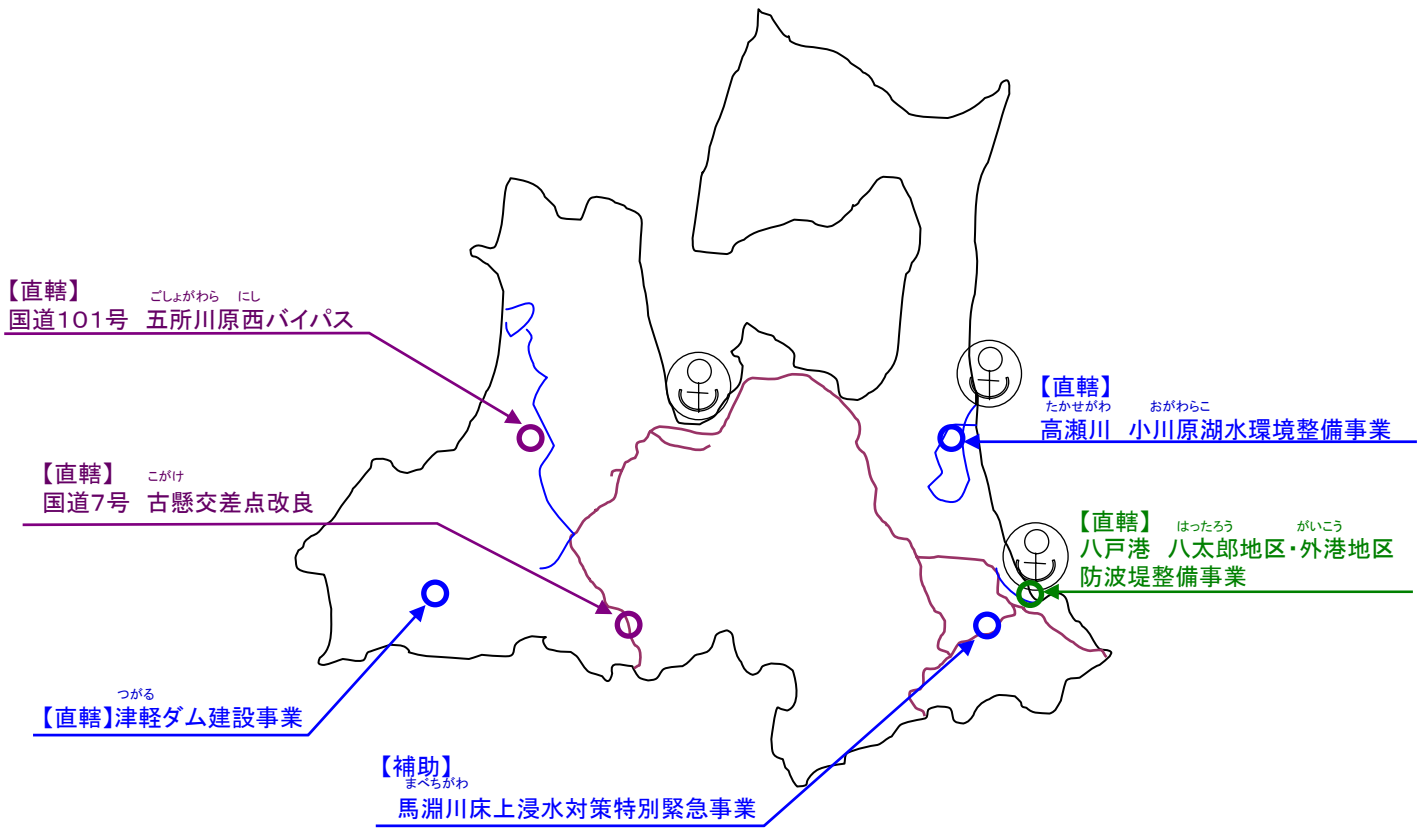 【直轄】
ごしょがわら にし
国道101号 五所川原西バイパス
【直轄】
こがけ
国道7号 古懸交差点改良
つがる
【直轄】津軽ダム建設事業
【補助】
まべちがわ
馬淵川床上浸水対策特別緊急事業
【直轄】
たかせがわ おがわらこ
高瀬川 小川原湖水環境整備事業
【直轄】
はったろう がいこう
八戸港 八太郎地区・外港地区
防波堤整備事業